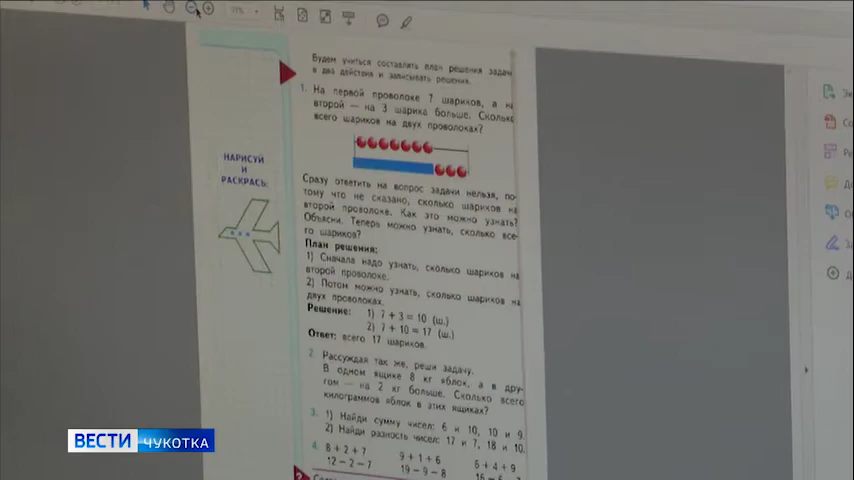 Будем учиться составлять план решения задач
в два действия и записывать решения.
1. На первой проволоке 7 шариков, а на
второй — на 3 шарика больше. Сколько
всего шариков на двух проволоках?
НАРИСУЙ
И
РАСКРАСЬ:
Сразу ответить на вопрос задачи нельзя, по-
тому что не сказано, сколько шариков на
второй проволоке. Как это можно узнать?
Объясни. Теперь можно узнать, сколько все-
го шариков?
План решения:
1) Сначала надо узнать, сколько шариков на
второй проволоке.
2) Потом можно узнать, сколько шариков на
двух проволоках.
Решение: 1) 7 + 3 = 10 (ш.)
2) 7 + 10 = 17 (ш.)
Ответ: всего 17 шариков.
2. Рассуждая так же, реши задачу.
В одном ящике 8 кг яблок, а в дру-
гом — на 2 кг больше. Сколько всего
килограммов яблок в этих ящиках?
3. 1) Найди сумму чисел: 6 и 10, 10 и 9.
2) Найди разность чисел: 17 и 7, 18 и 10.
4. 8 + 2 + 7 9 + 1 + 6 6 + 4 + 9
12 − 2 − 7 19 − 9 − 8
ВЕСТИ ЧУКОТКА